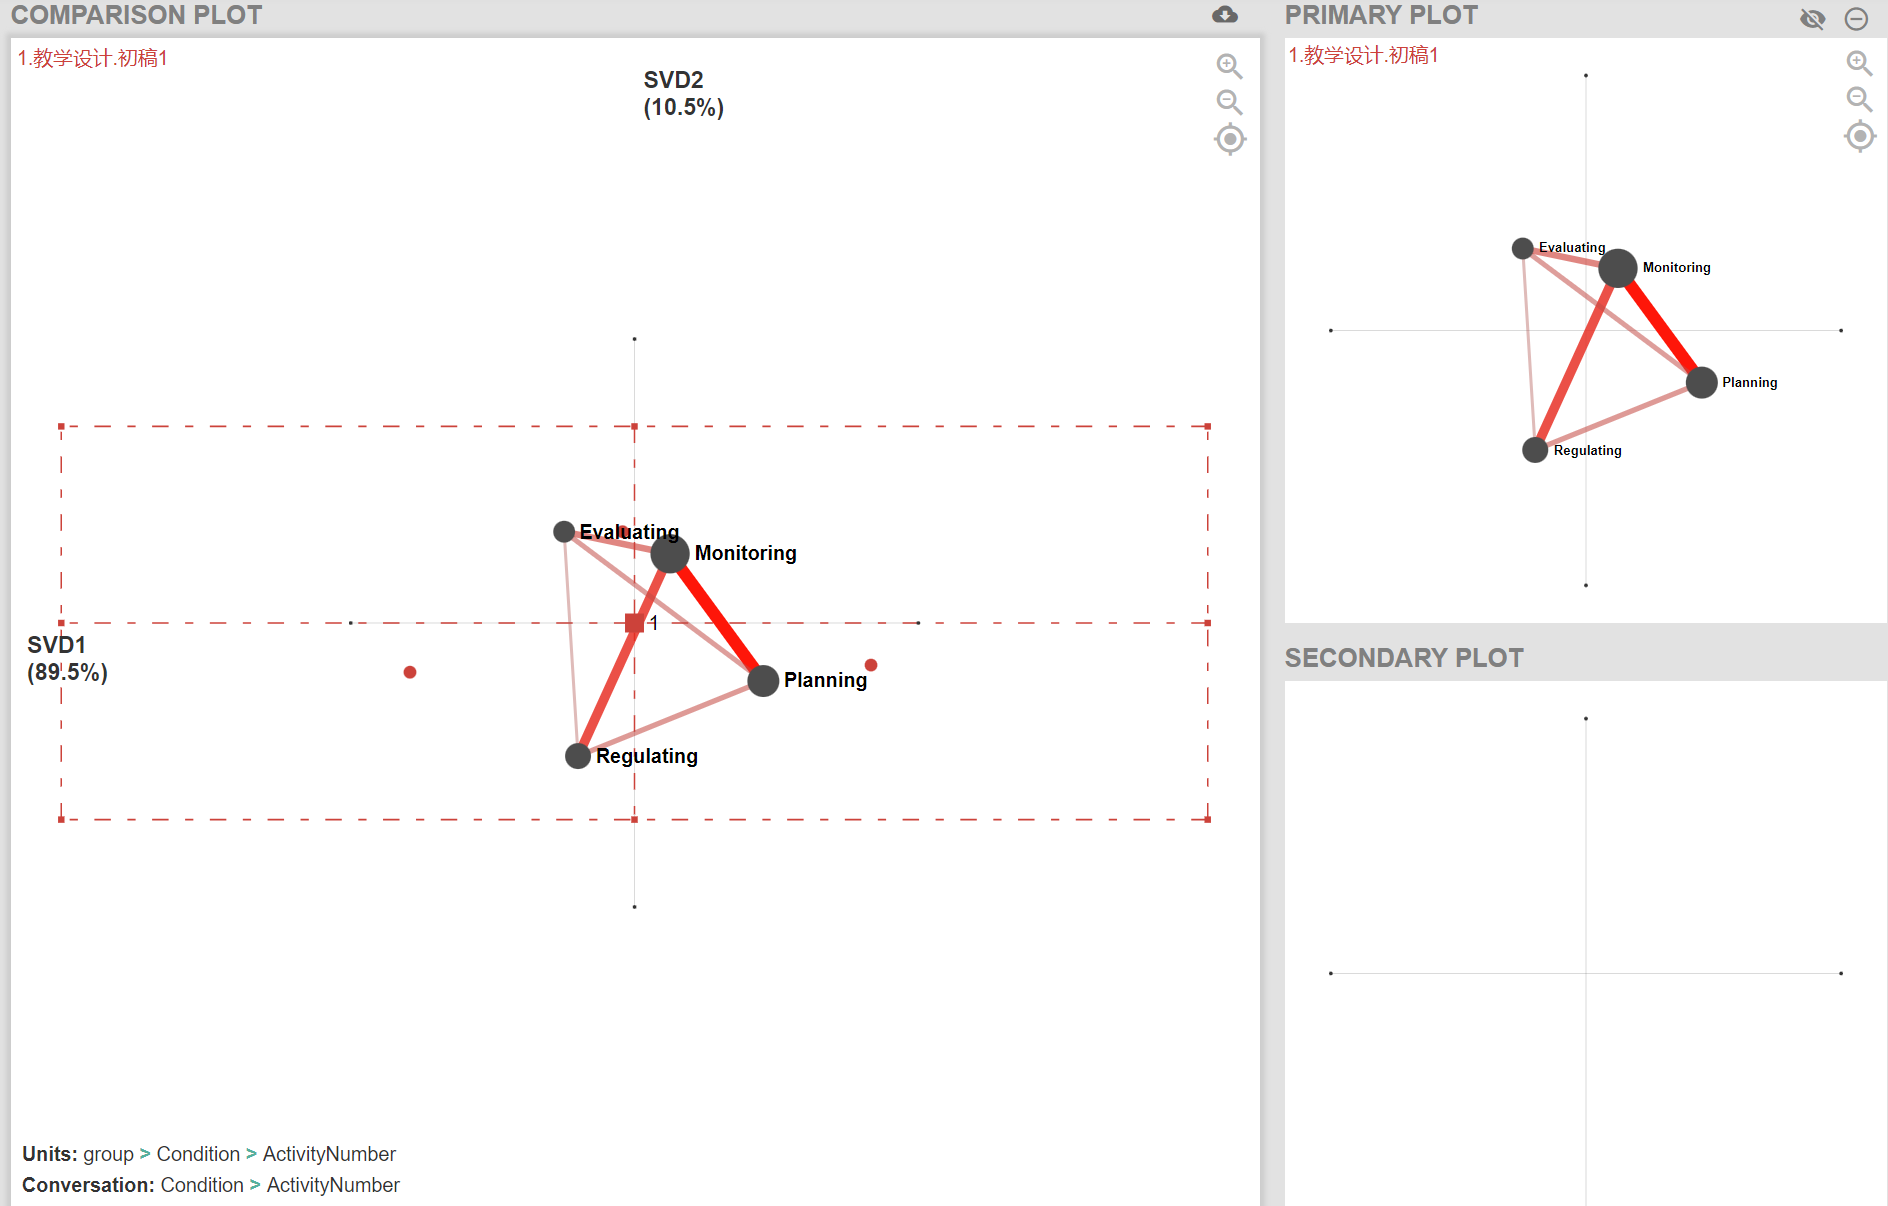 COMPARISON PLOT
1.教学设计.初稿1
SVD2
(10.5%)
Evaluating
Monitoring
1
SVD1
(89.5%)
Planning
Regulating
Units: group > Condition > ActivityNumber
Conversation: Condition > ActivityNumber
PRIMARY PLOT
1.教学设计.初稿1
Evaluating
Monitoring
Planning
Regulating
SECONDARY PLOT